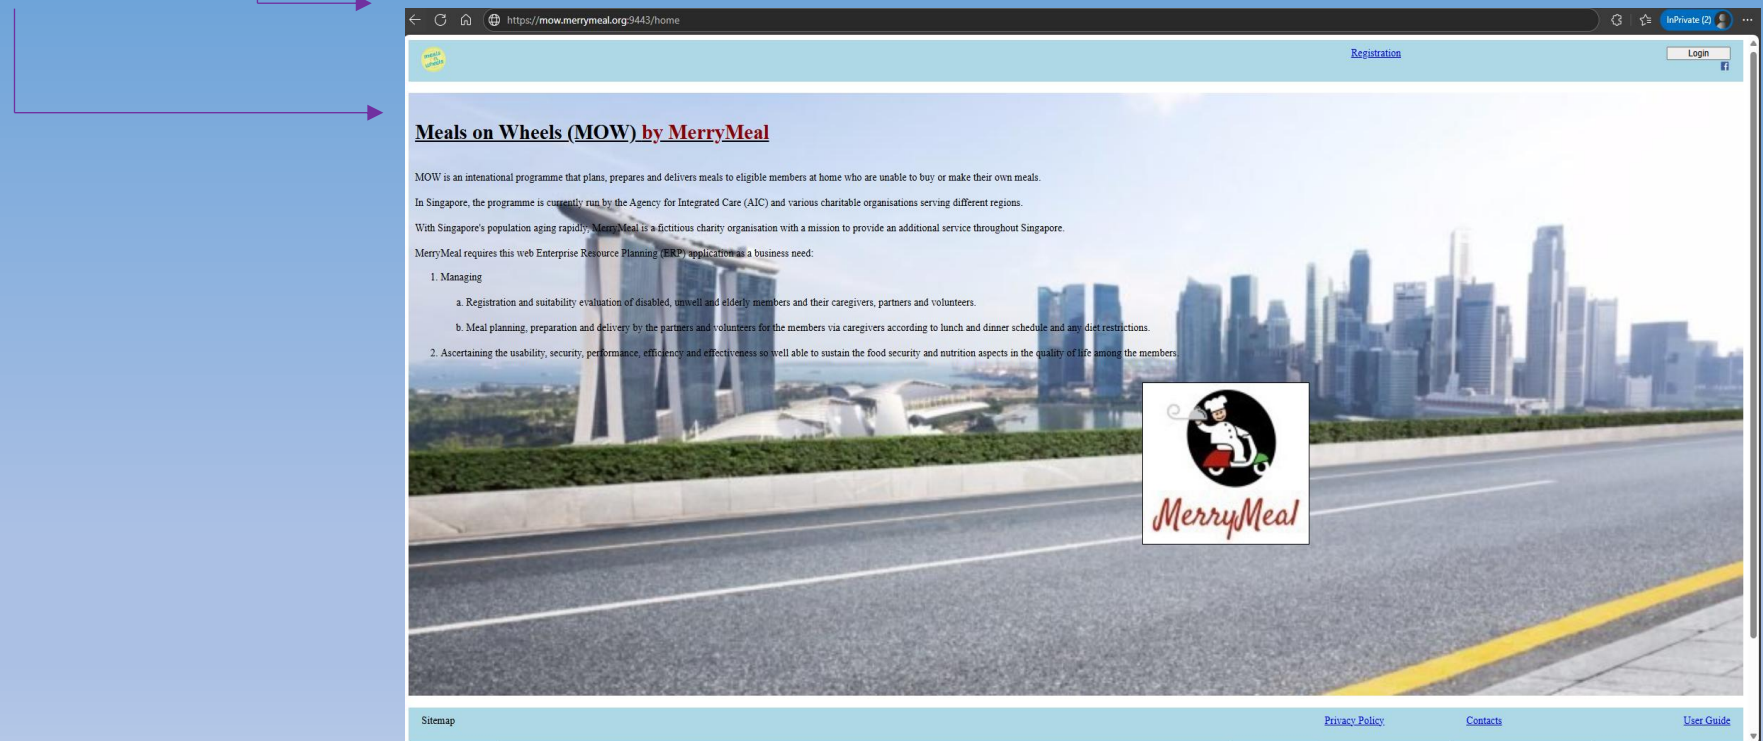 https://mow.merrymeal.org:9443/home
InPrivate (2)
meals on wheels
Registration
Login
Meals on Wheels (MOW) by MerryMeal
MOW is an intenational programme that plans, prepares and delivers meals to eligible members at home who are unable to buy or make their own meals.
In Singapore, the programme is currently run by the Agency for Integrated Care (AIC) and various charitable organisations serving different regions.
With Singapore's population aging rapidly, MerryMeal is a fictitious charity organisation with a mission to provide an additional service throughout Singapore.
MerryMeal requires this web Enterprise Resource Planning (ERP) application as a business need:
1. Managing
a. Registration and suitability evaluation of disabled, unwell and elderly members and their caregivers, partners and volunteers.
b. Meal planning, preparation and delivery by the partners and volunteers for the members via caregivers according to lunch and dinner schedule and any diet restrictions.
2. Ascertaining the usability, security, performance, efficiency and effectiveness so well able to sustain the food security and nutrition aspects in the quality of life among the members.
MerryMeal
Sitemap
Privacy Policy
Contacts
User Guide